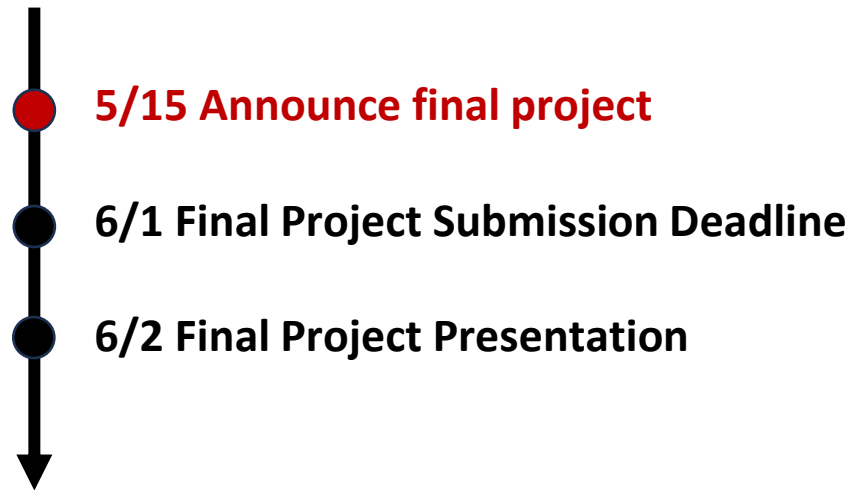 5/15 Announce final project
6/1 Final Project Submission Deadline
6/2 Final Project Presentation